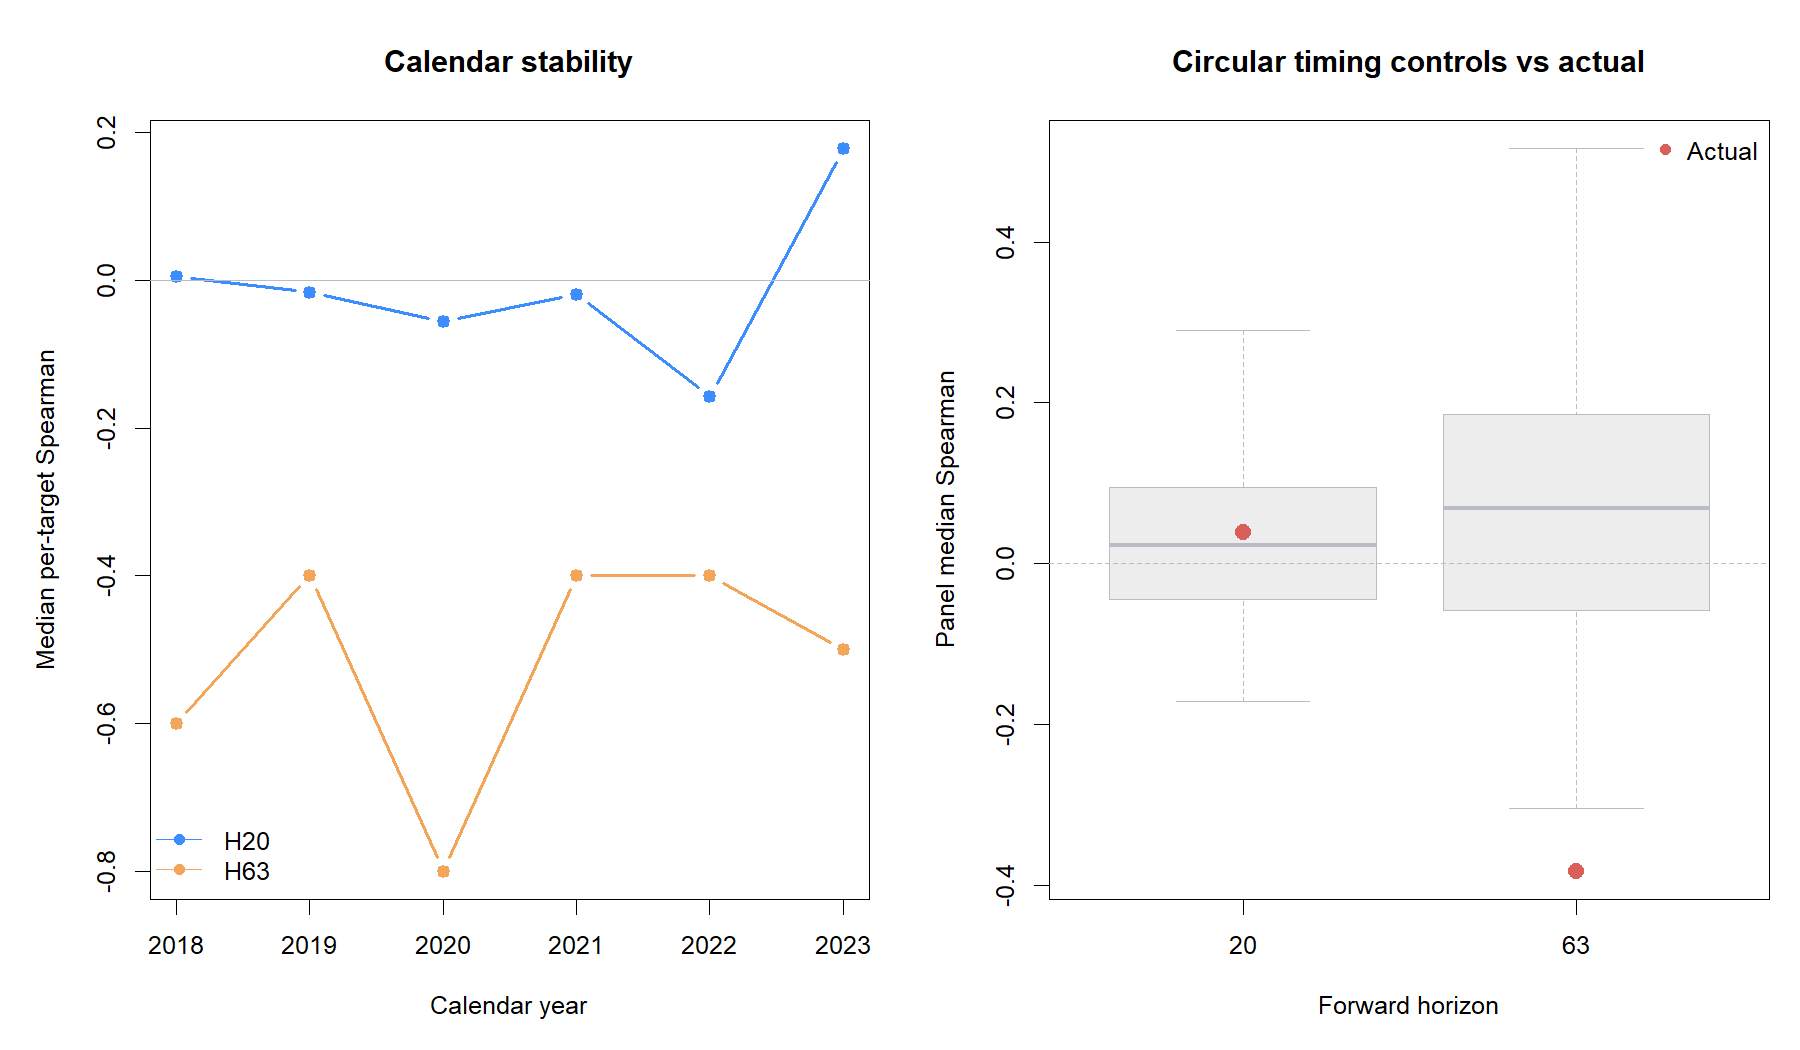 Calendar stability
Median per-target Spearman
0.2
0.0
-0.2
-0.4
-0.6
-0.8
H20
H63
2018 2019 2020 2021 2022 2023
Calendar year
Circular timing controls vs actual
Panel median Spearman
0.4
0.2
0.0
-0.2
-0.4
Actual
20 63
Forward horizon